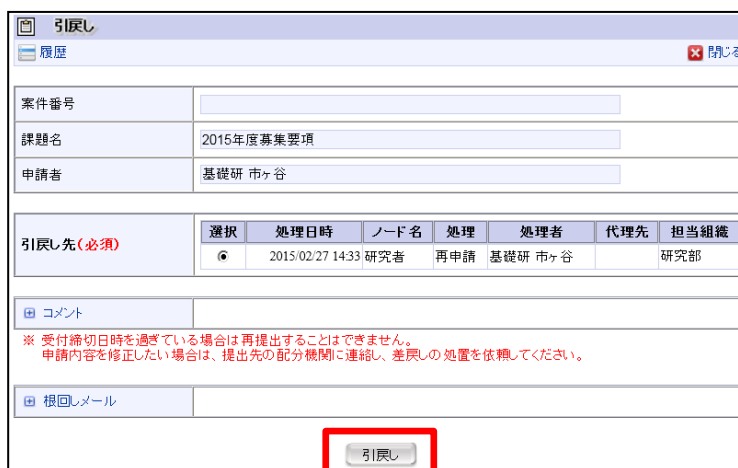 引戻し
履歴 閉じる
案件番号
課題名 2015年度募集要項
申請者 基礎研 市ヶ谷
引戻し先(必須)
選択 処理日時 ノード名 処理 処理者 代理先 担当組織
2015/02/27 14:33 研究者 再申請 基礎研 市ヶ谷 研究部
コメント
※ 受付締切日時を過ぎている場合は再提出することはできません。
申請内容を修正したい場合は、提出先の配分機関に連絡し、差戻しの処置を依頼してください。
根回しメール
引戻し